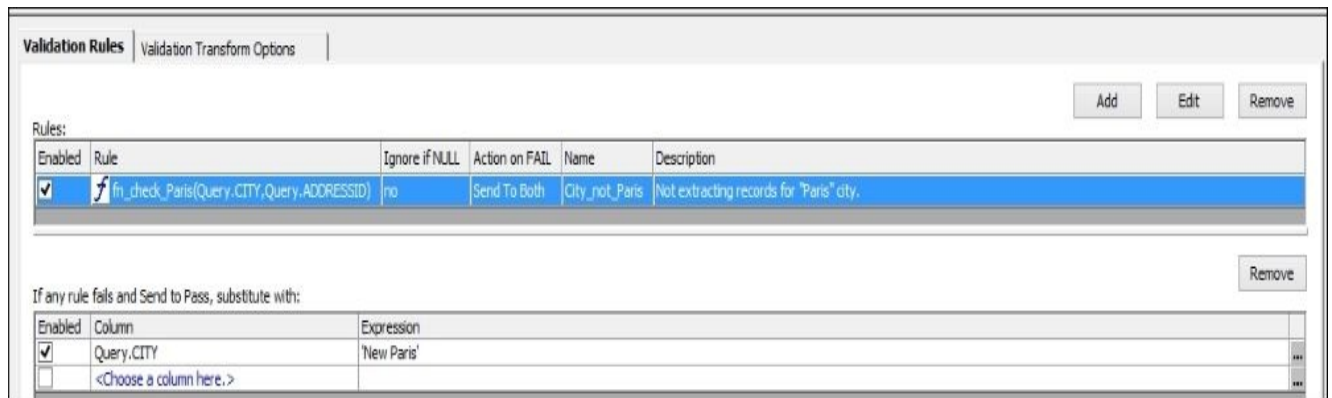 Validation Rules Validation Transform Options
Add Edit Remove
Rules:
Enabled Rule Ignore if NULL Action on FAIL Name Description
fn_check_Paris(Query.CITY,Query.ADDRESSID) no Send To Both City_not_Paris Not extracting records for "Paris" city.
Remove
If any rule fails and Send to Pass, substitute with:
Enabled Column Expression
Query.CITY 'New Paris' ...
<Choose a column here.> ...